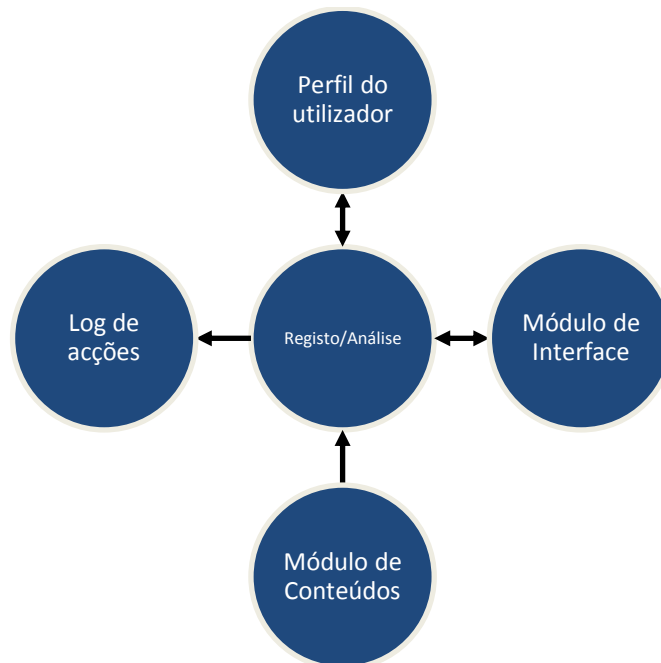 Perfil do
utilizador
Log de
acções
Registo/Análise
Módulo de
Interface
Módulo de
Conteúdos